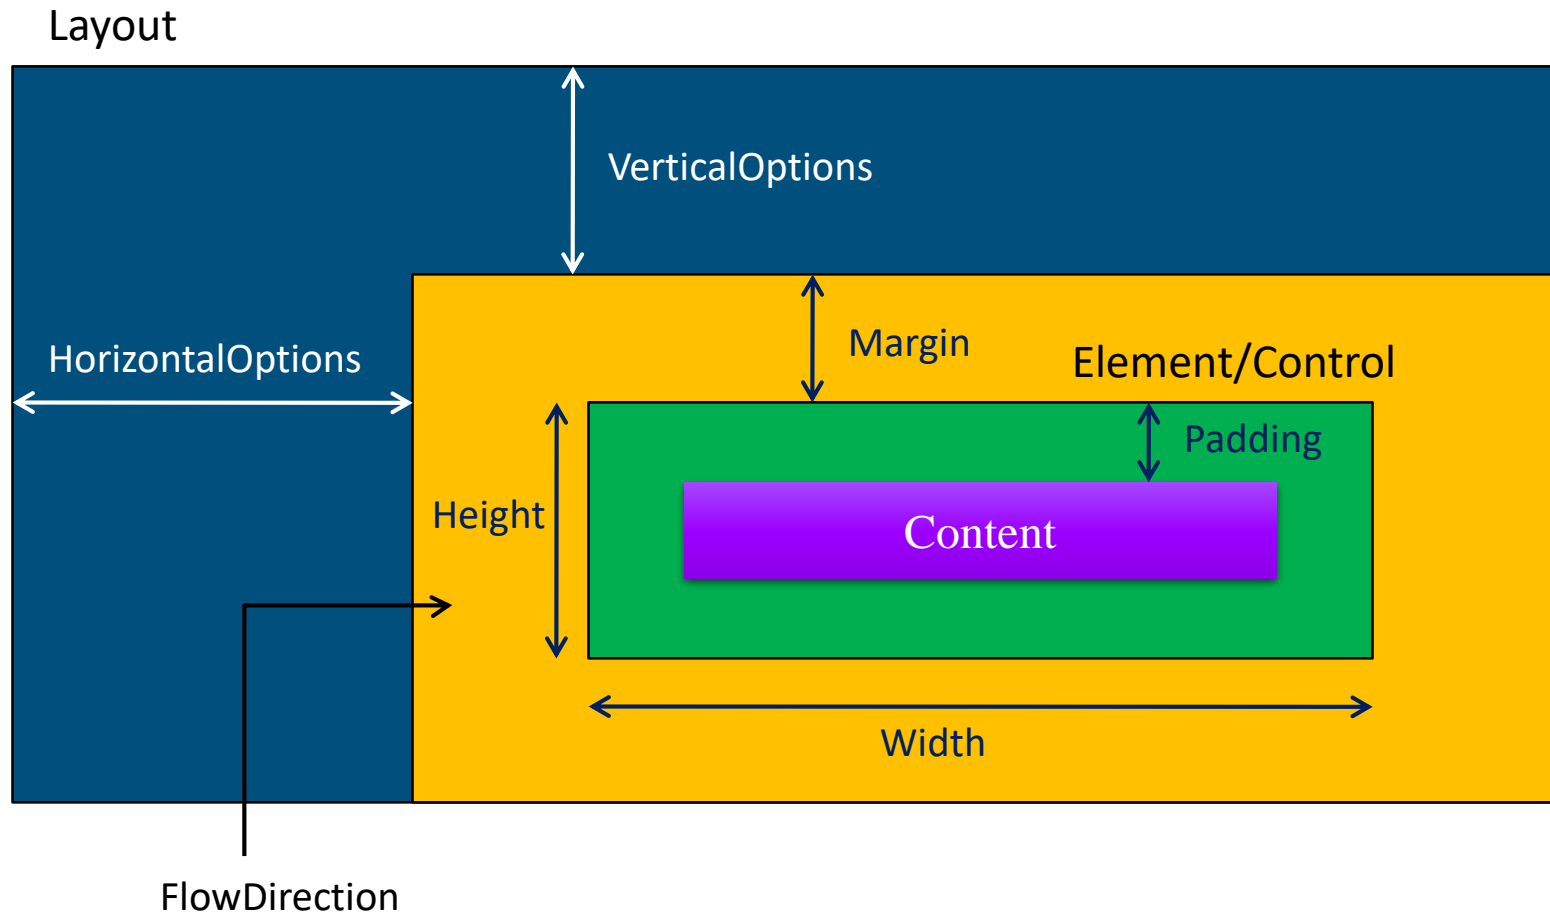 Layout
VerticalOptions
Margin
HorizontalOptions
Element/Control
Padding
Height
Content
Width
FlowDirection